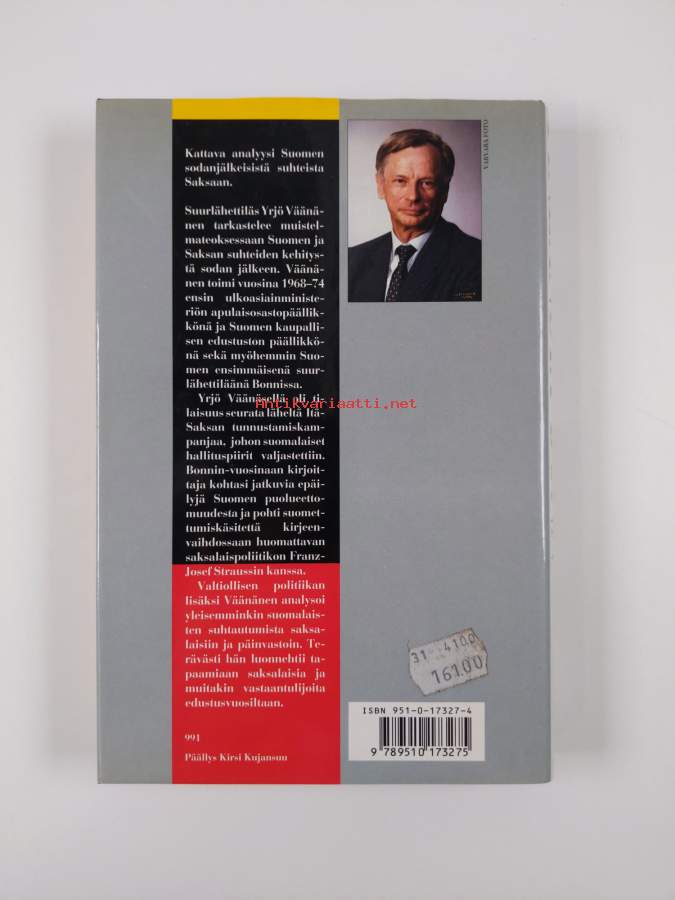 Kattava analyysi Suomen
sodanjälkeisistä suhteista
Saksaan.
Suurlähettiläs Yrjö Väänä-
nen tarkastelee muistel-
mateoksessaan Suomen ja
Saksan suhteiden kehitys-
tä sodan jälkeen. Väänä-
nen toimi vuosina 1968–74
ensin ulkoasiainministe-
riön apulaisosastopäällik-
könä ja Suomen kaupalli-
sen edustuston päällikkö-
nä sekä myöhemmin Suo-
men ensimmäisenä suur-
lähettiläänä Bonnissa.
Yrjö Väänäsellä oli ti-
laisuus seurata läheltä Itä-
Saksan tunnustamiskam-
panjaa, johon suomalaiset
hallituspiirit valjastettiin.
Bonnin-vuosinaan kirjoit-
taja kohtasi jatkuvia epäi-
lyjä Suomen puolueetto-
muudesta ja pohti suomet-
tumiskäsitettä kirjeen-
vaihdossaan huomattavan
saksalaispoliitikon Franz-
Josef Straussin kanssa.
Valtiollisen politiikan
lisäksi Väänänen analysoi
yleisemminkin suomalais-
ten suhtautumista saksa-
laisiin ja päinvastoin. Te-
rävästi hän luonnehtii ta-
paamiaan saksalaisia ja
muitakin vastaantulijoita
edustusvuosiltaan.
991
Päällys Kirsi Kujansuu
VARVARA FOTO
Antikvariaatti.net
4100
16100
ISBN 951-0-17327-4
9 789510 173275